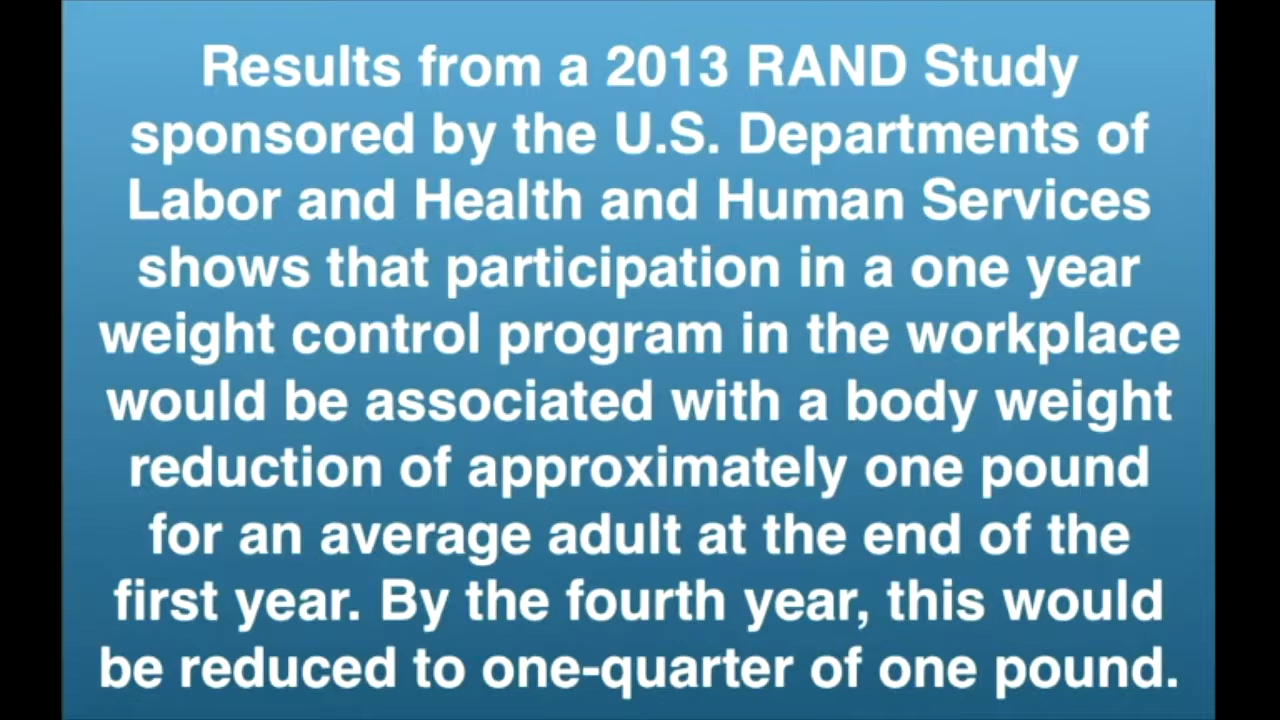 Results from a 2013 RAND Study
sponsored by the U.S. Departments of
Labor and Health and Human Services
shows that participation in a one year
weight control program in the workplace
would be associated with a body weight
reduction of approximately one pound
for an average adult at the end of the
first year. By the fourth year, this would
be reduced to one-quarter of one pound.